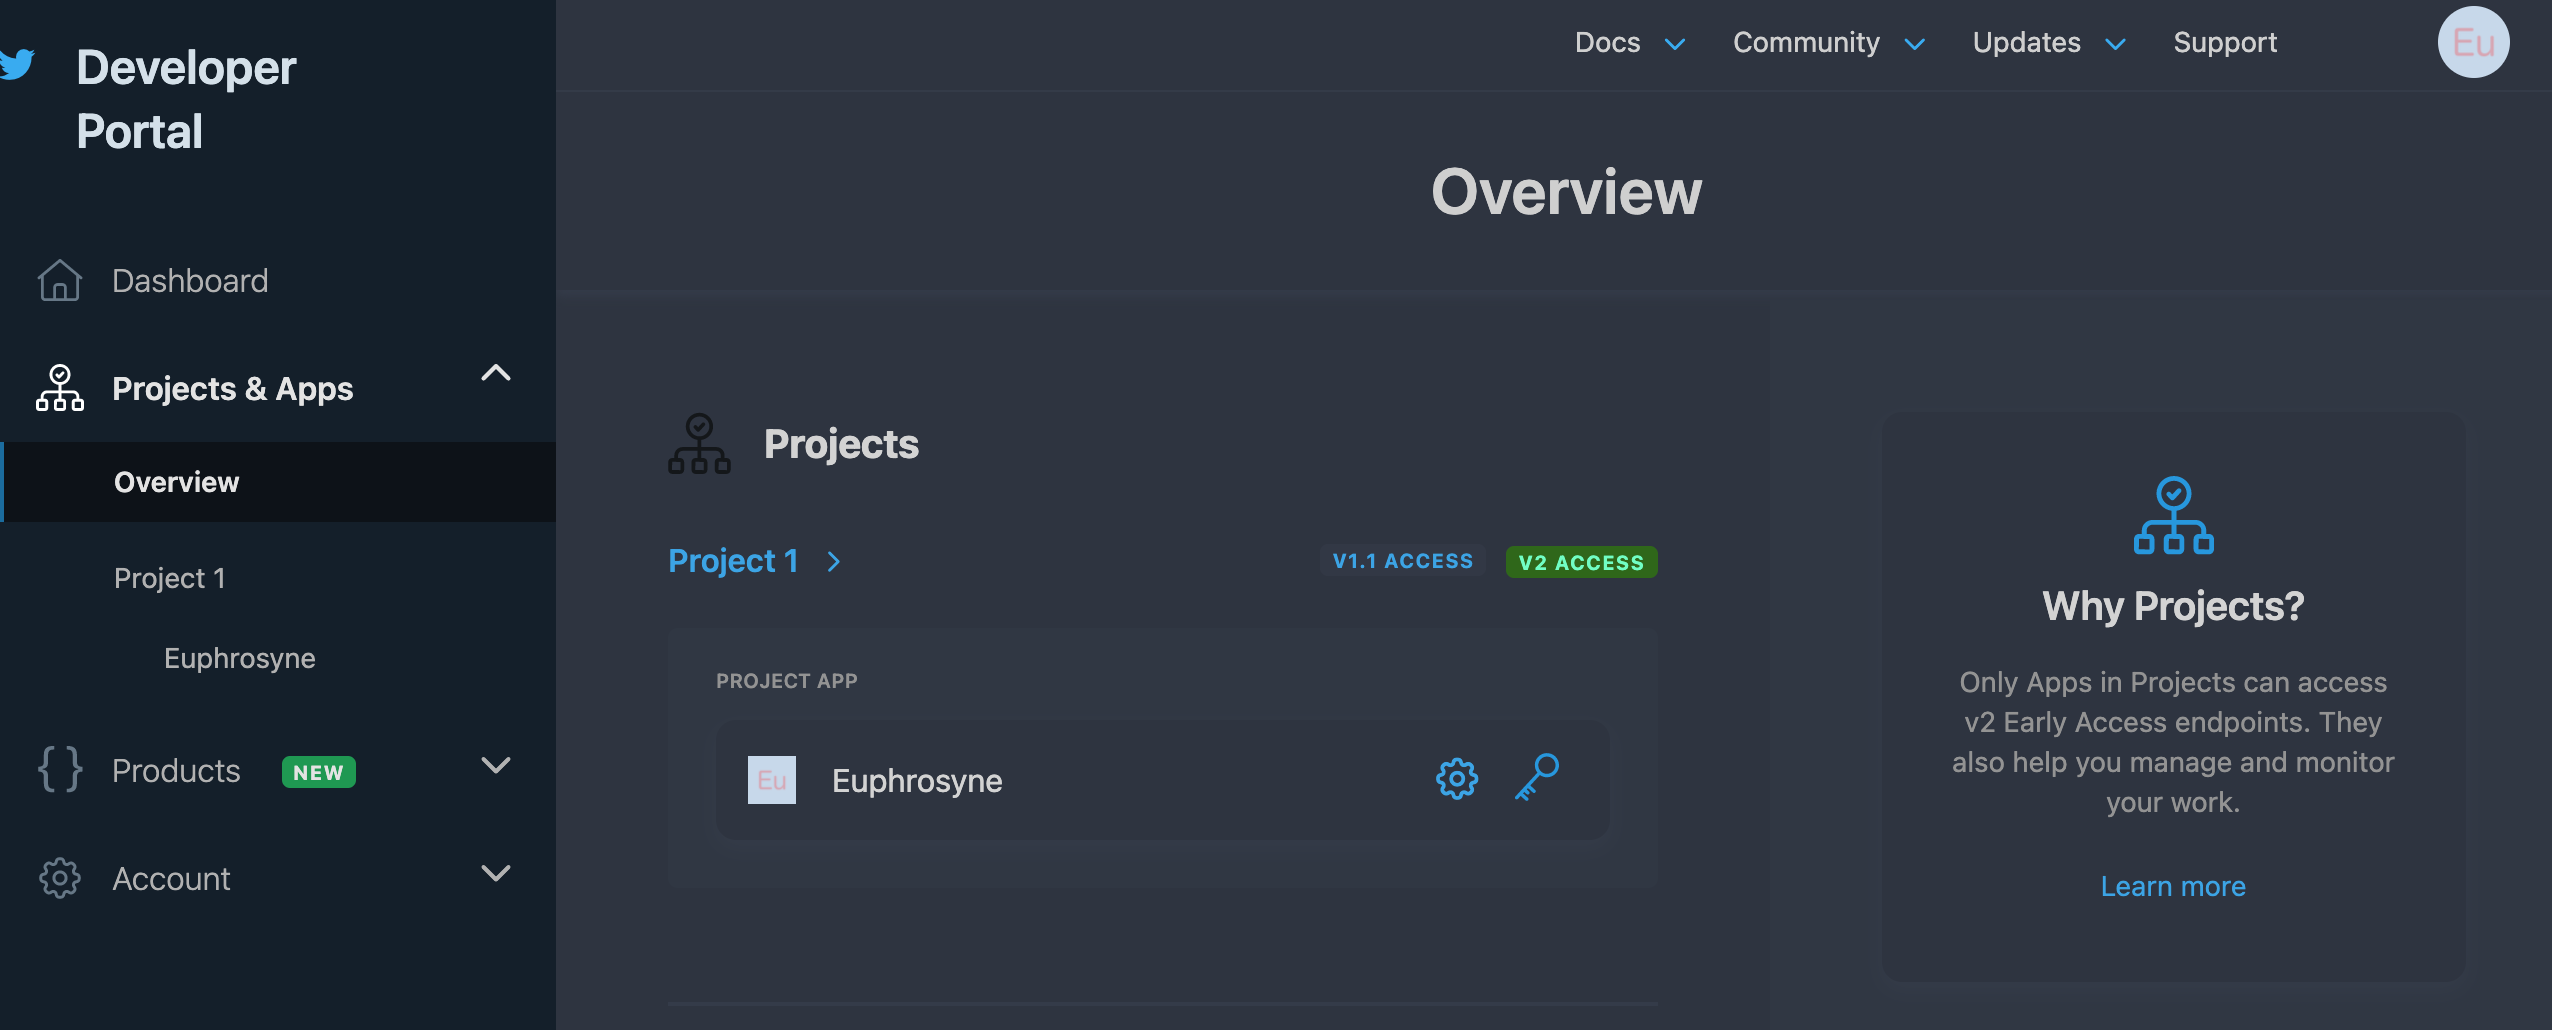 Developer
Portal
Docs
Community
Updates
Support
Eu
Overview
Dashboard
Projects & Apps
Overview
Project 1
Euphrosyne
Products NEW
Account
Projects
Project 1
V1.1 ACCESS
V2 ACCESS
PROJECT APP
Eu
Euphrosyne
Why Projects?
Only Apps in Projects can access
v2 Early Access endpoints. They
also help you manage and monitor
your work.
Learn more